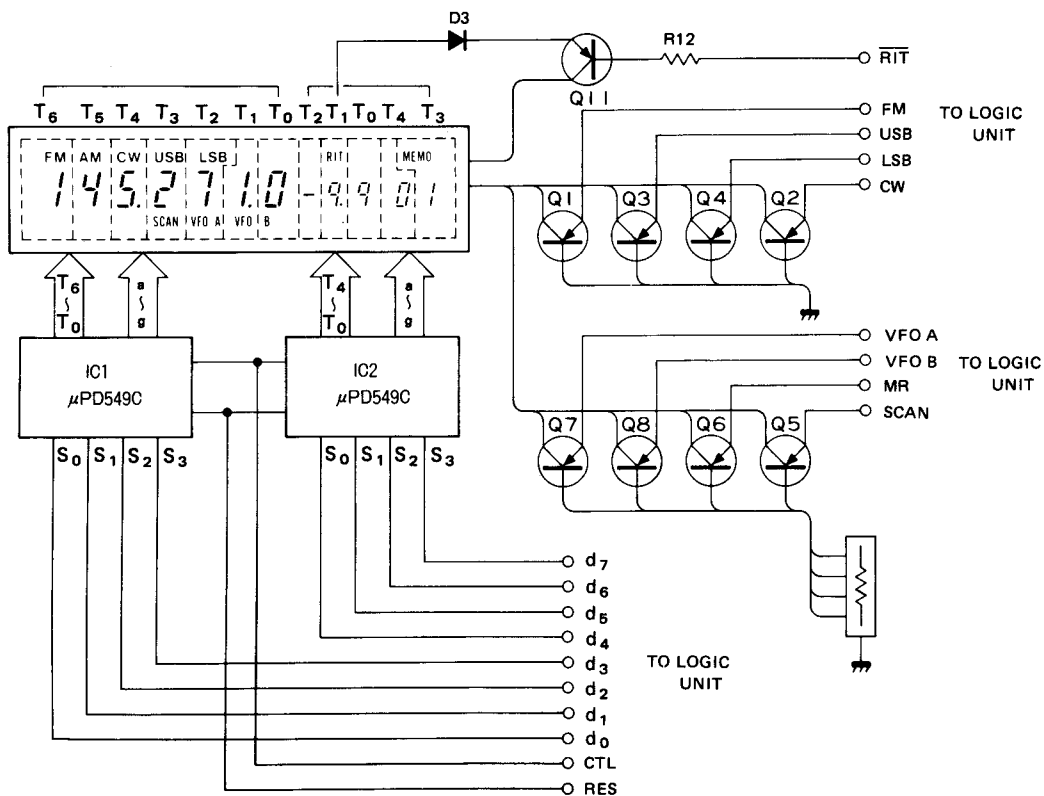 D3
R12
RIT
Q11
T6 T5 T4 T3 T2 T1 T0 T2 T1 T0 T4 T3
FM AM CW USB LSB RIT MEMO
145.271.0 -9.9 01
SCAN VFO A VFO B
FM
USB
LSB
CW
TO LOGIC
UNIT
Q1 Q3 Q4 Q2
T6
~
T0
a
~
g
T4
~
T0
a
~
g
IC1
μPD549C
IC2
μPD549C
VFO A
VFO B
MR
SCAN
TO LOGIC
UNIT
Q7 Q8 Q6 Q5
S0 S1 S2 S3
S0 S1 S2 S3
d7
d6
d5
d4
d3
d2
d1
d0
CTL
RES
TO LOGIC
UNIT